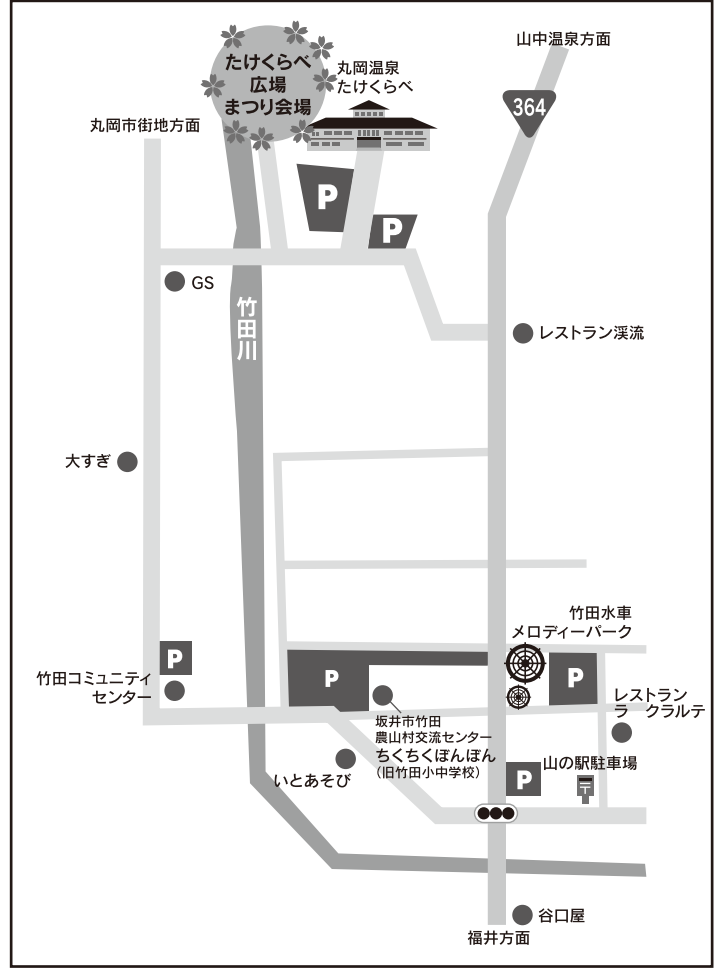 山中温泉方面
たけくらべ
広場
まつり会場
丸岡温泉
たけくらべ
364
丸岡市街地方面
P
P
GS
竹田川
レストラン渓流
大すぎ
竹田水車
メロディーパーク
P
竹田コミュニティ
センター
P
P
レストラン
ラ クラルテ
坂井市竹田
農山村交流センター
ちくちくぼんぼん
(旧竹田小中学校)
いとあそび
P
山の駅駐車場
〒
谷口屋
福井方面